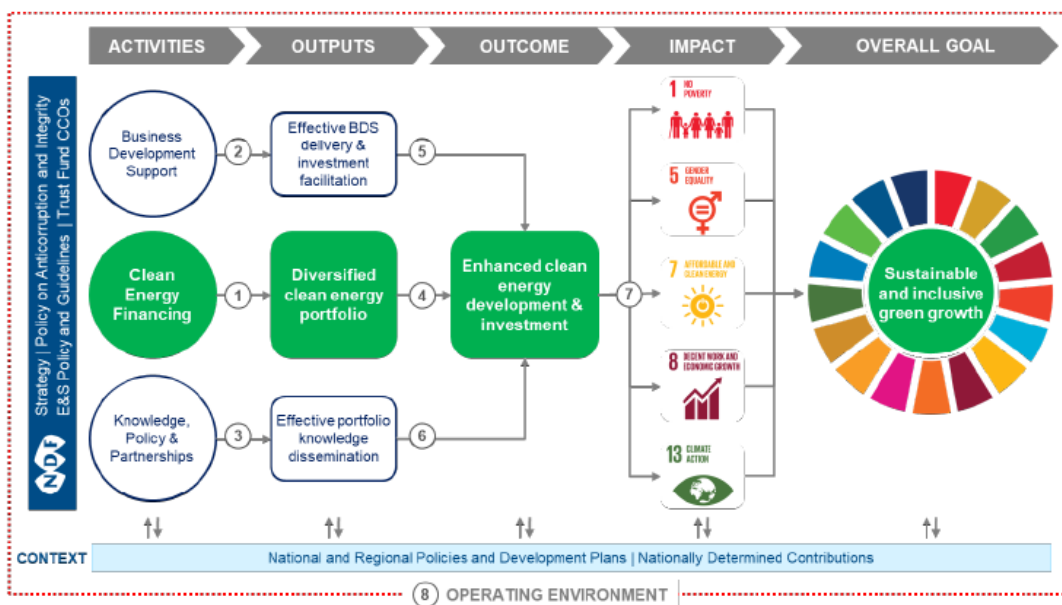 ACTIVITIES
OUTPUTS
OUTCOME
IMPACT
OVERALL GOAL
Strategy | Policy on Anticorruption and Integrity
E&S Policy and Guidelines | Trust Fund CCOs
NDF
Business
Development
Support
2
Effective BDS
delivery &
investment
facilitation
5
Clean
Energy
Financing
1
Diversified
clean energy
portfolio
4
Enhanced clean
energy
development &
investment
7
Knowledge,
Policy &
Partnerships
3
Effective portfolio
knowledge
dissemination
6
1 NO
POVERTY
5 GENDER
EQUALITY
7 AFFORDABLE AND
CLEAN ENERGY
8 DECENT WORK AND
ECONOMIC GROWTH
13 CLIMATE
ACTION
Sustainable
and inclusive
green growth
CONTEXT
National and Regional Policies and Development Plans | Nationally Determined Contributions
8 OPERATING ENVIRONMENT